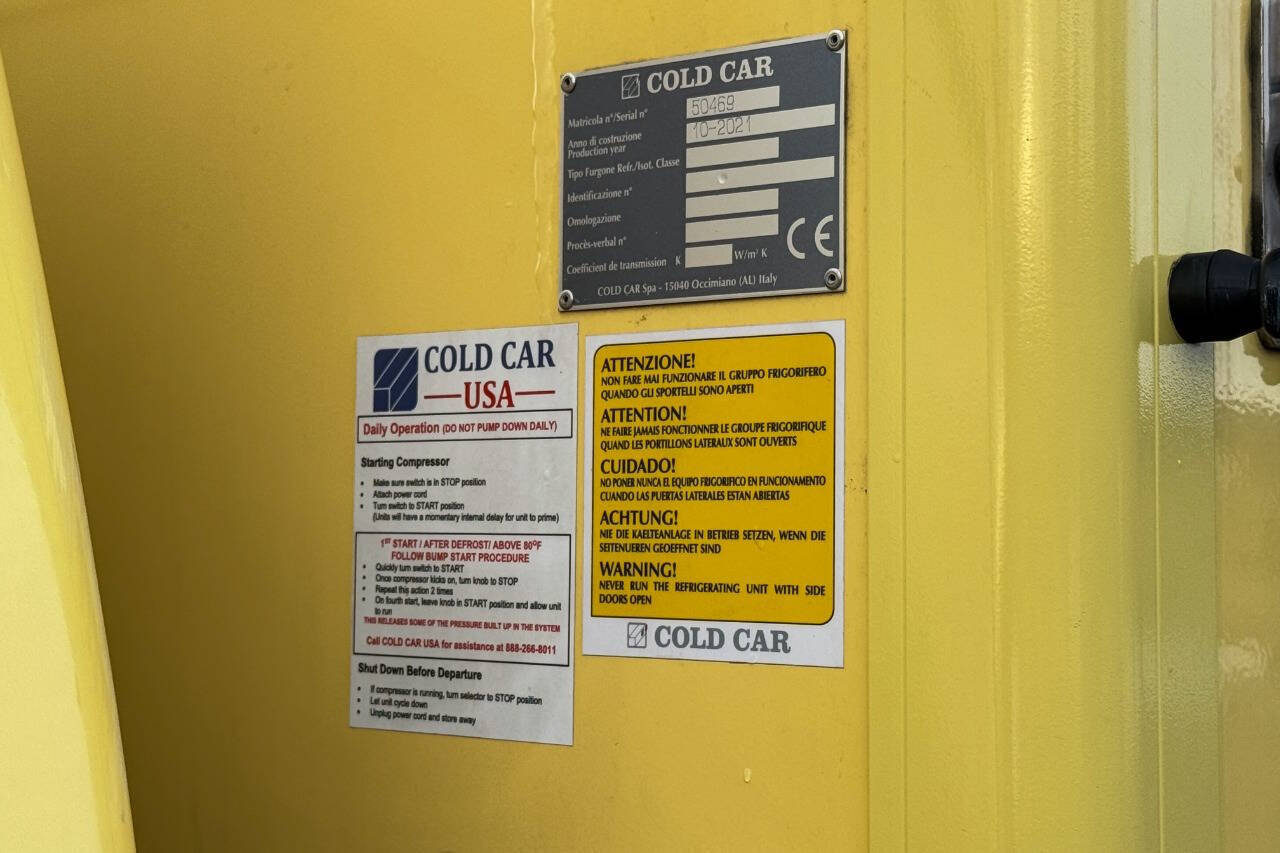 COLD CAR
Matricola n°/Serial n° 50469
Anno di costruzione
Production year 10-2021
Tipo Furgone Refr./Isot. Classe
Identificazione n°
Omologazione
Procès-verbal n°
Coefficient de transmission K W/m² K
CE
COLD CAR Spa - 15040 Occimiano (AL) Italy
COLD CAR
USA
Daily Operation (DO NOT PUMP DOWN DAILY)
Starting Compressor
• Make sure switch is in STOP position
• Attach power cord
• Turn switch to START position
(Units will have a momentary internal delay for unit to prime)
1ST START / AFTER DEFROST/ ABOVE 80°F
FOLLOW BUMP START PROCEDURE
• Quickly turn switch to START
• Once compressor kicks on, turn knob to STOP
• Repeat this action 2 times
• On fourth start, leave knob in START position and allow unit
to run
THIS RELEASES SOME OF THE PRESSURE BUILT UP IN THE SYSTEM
Call COLD CAR USA for assistance at 888-266-8011
Shut Down Before Departure
• If compressor is running, turn selector to STOP position
• Let unit cycle down
• Unplug power cord and store away
ATTENZIONE!
NON FARE MAI FUNZIONARE IL GRUPPO FRIGORIFERO
QUANDO GLI SPORTELLI SONO APERTI
ATTENTION!
NE FAIRE JAMAIS FONCTIONNER LE GROUPE FRIGORIFIQUE
QUAND LES PORTILLONS LATERAUX SONT OUVERTS
CUIDADO!
NO PONER NUNCA EL EQUIPO FRIGORIFICO EN FUNCIONAMENTO
CUANDO LAS PUERTAS LATERALES ESTAN ABIERTAS
ACHTUNG!
NIE DIE KAELTEANLAGE IN BETRIEB SETZEN, WENN DIE
SEITENUEREN GEOEFFNET SIND
WARNING!
NEVER RUN THE REFRIGERATING UNIT WITH SIDE
DOORS OPEN
COLD CAR